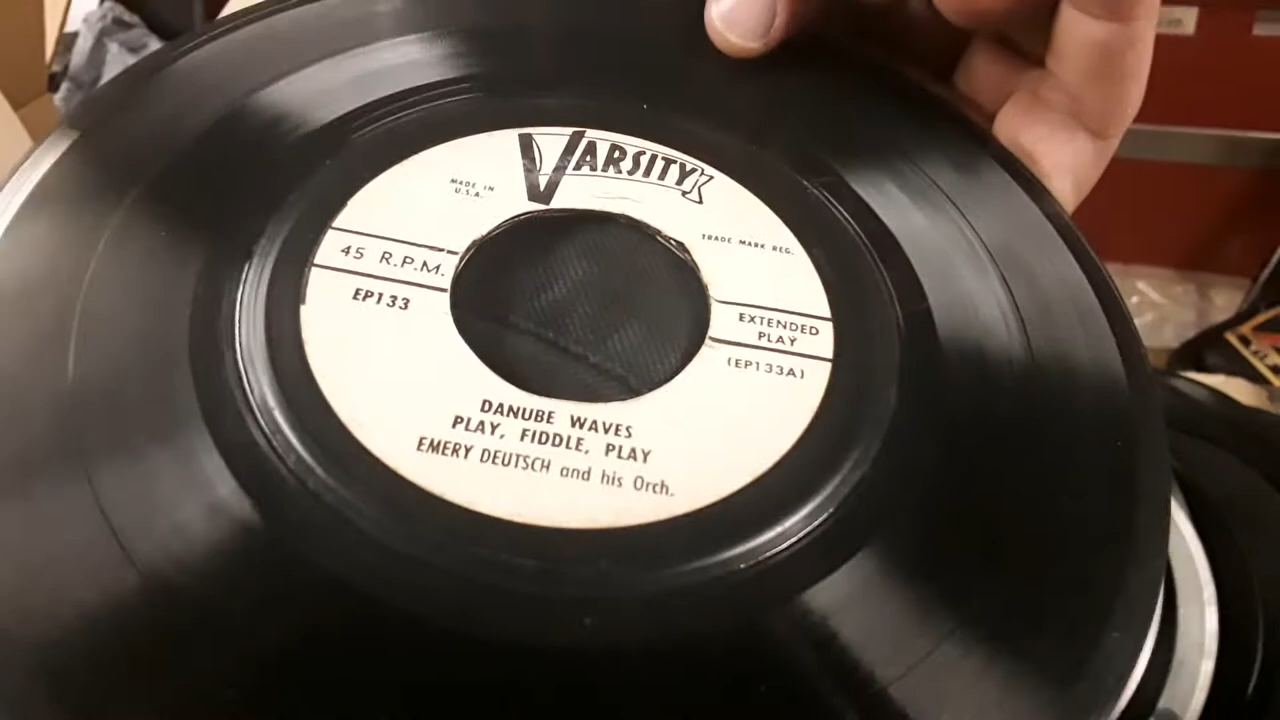 VARSITY
MADE IN
U.S.A.
TRADE MARK REG.
45 R.P.M.
EP133
EXTENDED
PLAY
(EP133A)
DANUBE WAVES
PLAY, FIDDLE, PLAY
EMERY DEUTSCH and his Orch.